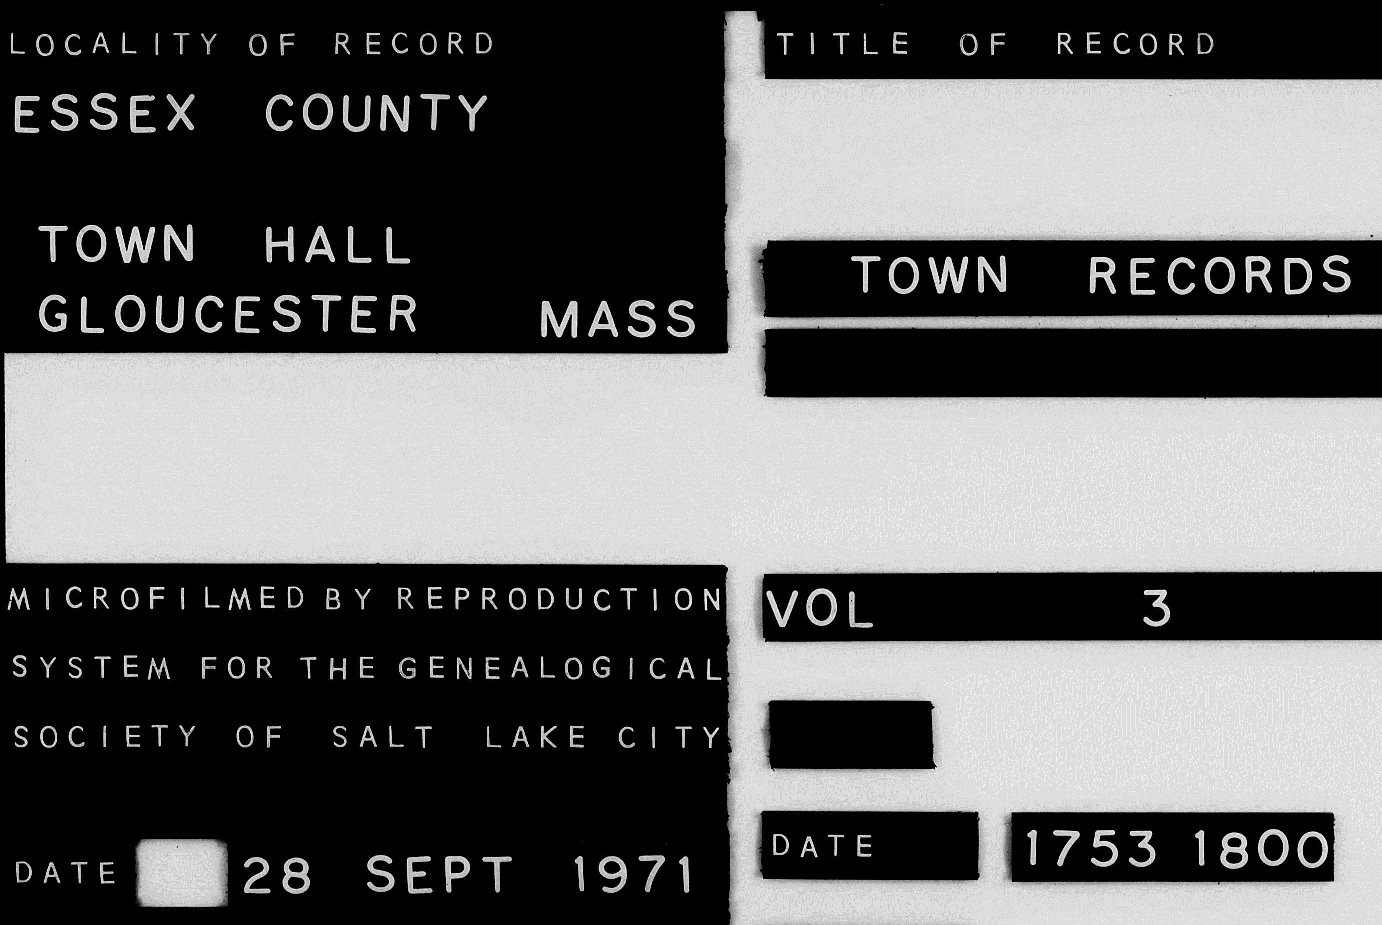 LOCALITY OF RECORD
ESSEX COUNTY
TOWN HALL
GLOUCESTER MASS
MICROFILMED BY REPRODUCTION
SYSTEM FOR THE GENEALOGICAL
SOCIETY OF SALT LAKE CITY
DATE 28 SEPT 1971
TITLE OF RECORD
TOWN RECORDS
VOL 3
DATE 1753 1800